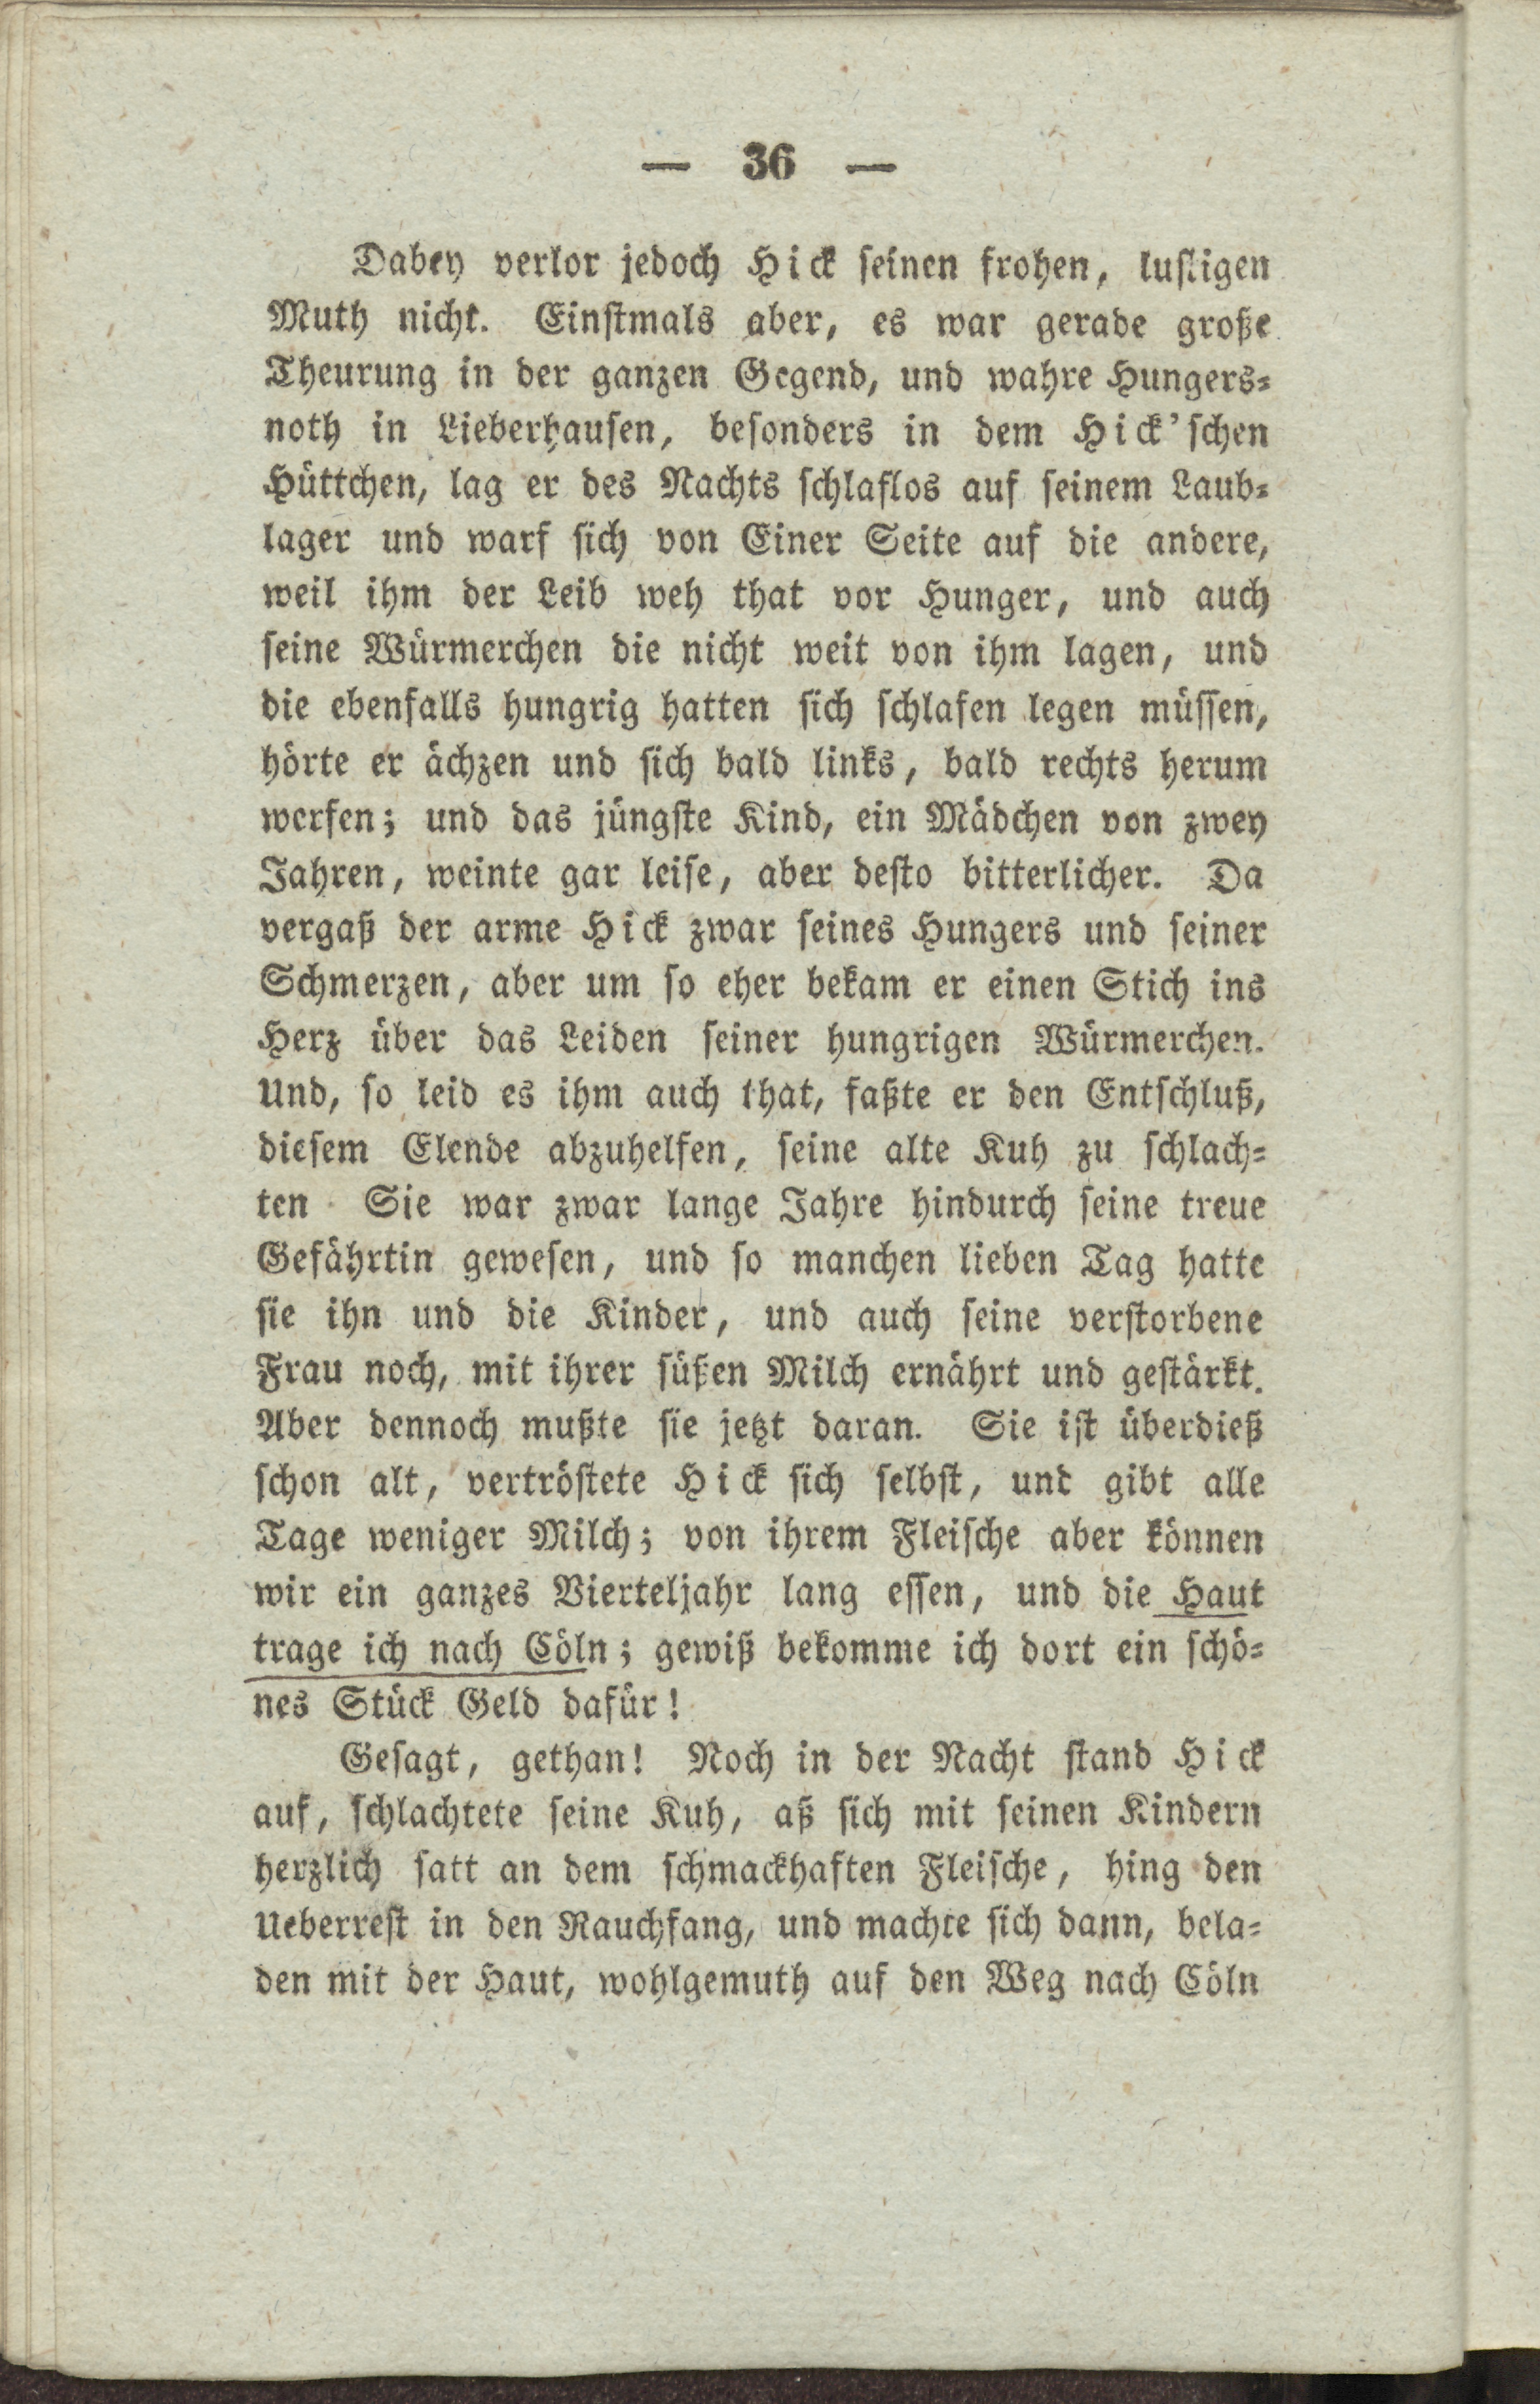 — 36 —
Dabey verlor jedoch Hick seinen frohen, lustigen
Muth nicht. Einstmals aber, es war gerade große
Theurung in der ganzen Gegend, und wahre Hungers-
noth in Lieberhausen, besonders in dem Hick'schen
Hüttchen, lag er des Nachts schlaflos auf seinem Laub-
lager und warf sich von Einer Seite auf die andere,
weil ihm der Leib weh that vor Hunger, und auch
seine Würmerchen die nicht weit von ihm lagen, und
die ebenfalls hungrig hatten sich schlafen legen müssen,
hörte er ächzen und sich bald links, bald rechts herum
werfen; und das jüngste Kind, ein Mädchen von zwey
Jahren, weinte gar leise, aber desto bitterlicher. Da
vergaß der arme Hick zwar seines Hungers und seiner
Schmerzen, aber um so eher bekam er einen Stich ins
Herz über das Leiden seiner hungrigen Würmerchen.
Und, so leid es ihm auch that, faßte er den Entschluß,
diesem Elende abzuhelfen, seine alte Kuh zu schlach-
ten Sie war zwar lange Jahre hindurch seine treue
Gefährtin gewesen, und so manchen lieben Tag hatte
sie ihn und die Kinder, und auch seine verstorbene
Frau noch, mit ihrer süßen Milch ernährt und gestärkt.
Aber dennoch mußte sie jetzt daran. Sie ist überdieß
schon alt, vertröstete Hick sich selbst, und gibt alle
Tage weniger Milch; von ihrem Fleische aber können
wir ein ganzes Vierteljahr lang essen, und die Haut
trage ich nach Cöln; gewiß bekomme ich dort ein schö-
nes Stück Geld dafür!
Gesagt, gethan! Noch in der Nacht stand Hick
auf, schlachtete seine Kuh, aß sich mit seinen Kindern
herzlich satt an dem schmackhaften Fleische, hing den
Ueberrest in den Rauchfang, und machte sich dann, bela-
den mit der Haut, wohlgemuth auf den Weg nach Cöln